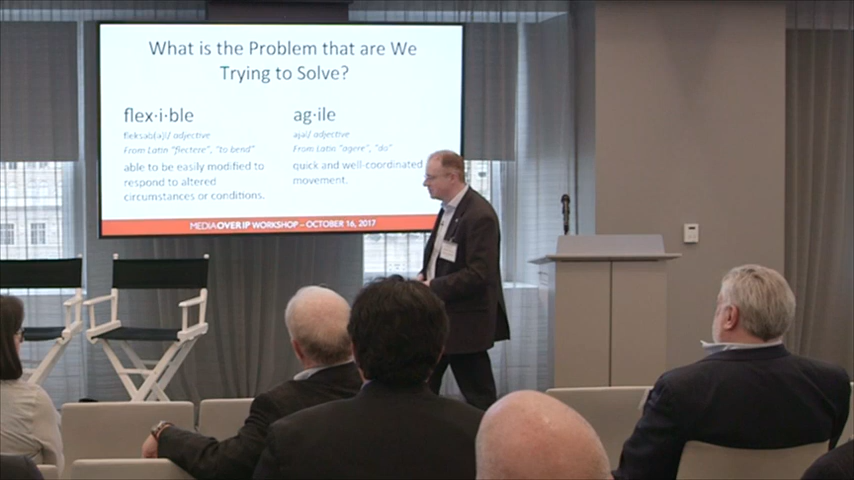 What is the Problem that are We
Trying to Solve?
flex·i·ble
ag·ile
fleksəb(ə)l/ adjective
ajəl/ adjective
From Latin "flectere", "to bend"
From Latin "agere", "do"
able to be easily modified to
respond to altered
circumstances or conditions.
quick and well-coordinated
movement.
MEDIA OVER IP WORKSHOP – OCTOBER 16, 2017